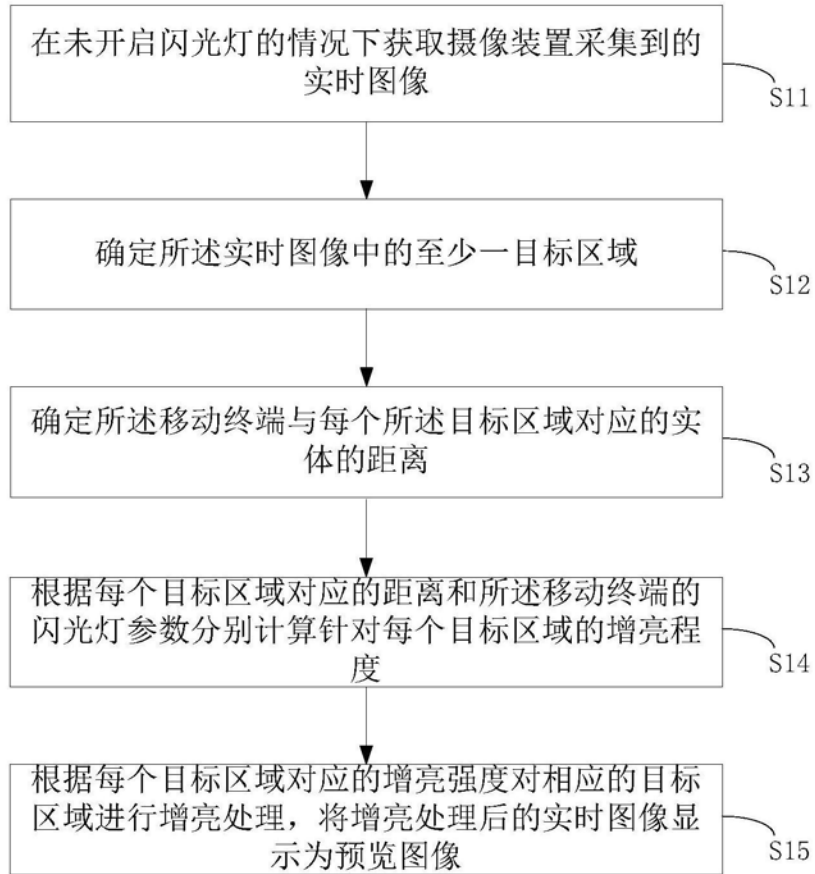 在未开启闪光灯的情况下获取摄像装置采集到的
实时图像
S11
确定所述实时图像中的至少一目标区域
S12
确定所述移动终端与每个所述目标区域对应的实
体的距离
S13
根据每个目标区域对应的距离和所述移动终端的
闪光灯参数分别计算针对每个目标区域的增亮程
度
S14
根据每个目标区域对应的增亮强度对相应的目标
区域进行增亮处理，将增亮处理后的实时图像显
示为预览图像
S15